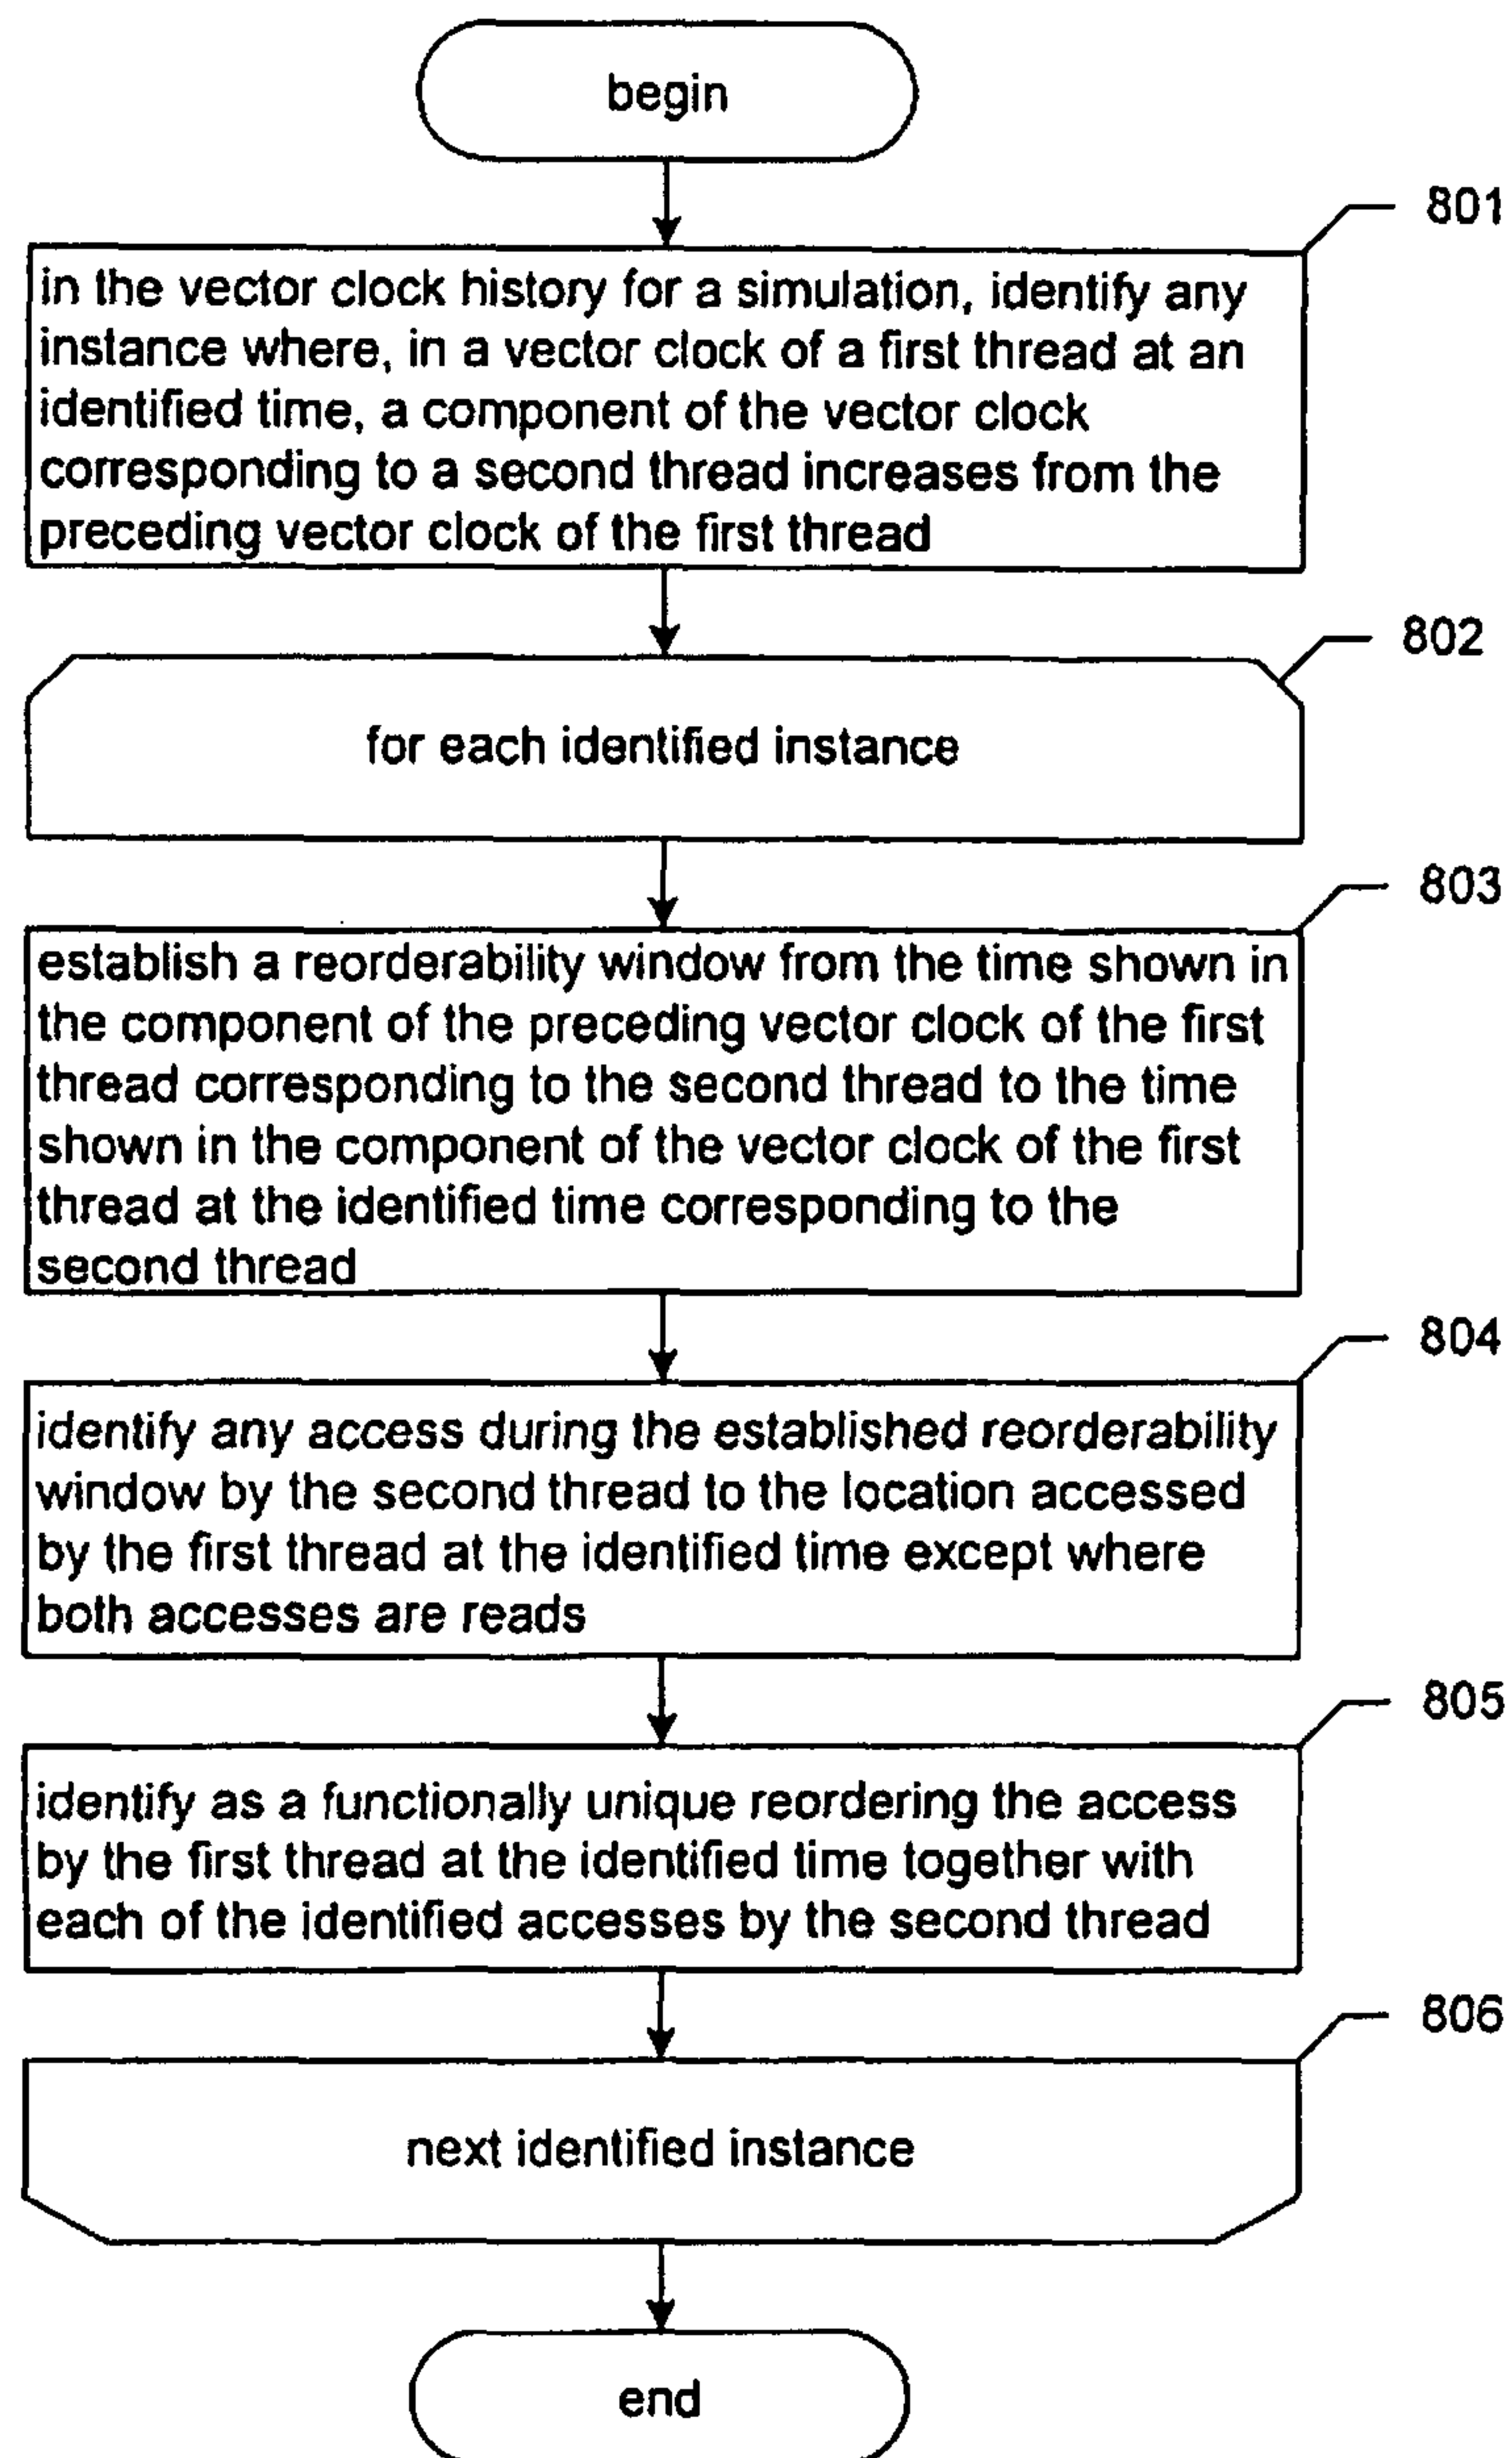 begin
801
in the vector clock history for a simulation, identify any
instance where, in a vector clock of a first thread at an
identified time, a component of the vector clock
corresponding to a second thread increases from the
preceding vector clock of the first thread
802
for each identified instance
803
establish a reorderability window from the time shown in
the component of the preceding vector clock of the first
thread corresponding to the second thread to the time
shown in the component of the vector clock of the first
thread at the identified time corresponding to the
second thread
804
identify any access during the established reorderability
window by the second thread to the location accessed
by the first thread at the identified time except where
both accesses are reads
805
identify as a functionally unique reordering the access
by the first thread at the identified time together with
each of the identified accesses by the second thread
806
next identified instance
end